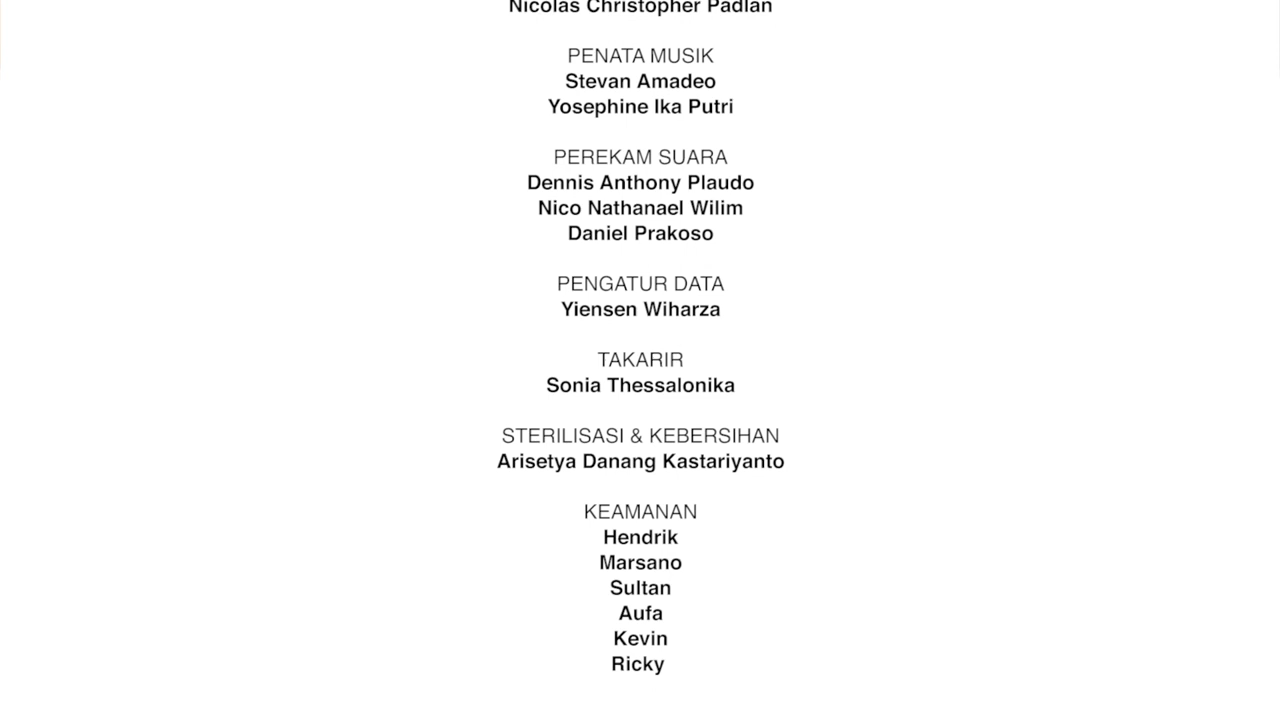 Nicolas Christopher Padlan
PENATA MUSIK
Stevan Amadeo
Yosephine Ika Putri
PEREKAM SUARA
Dennis Anthony Plaudo
Nico Nathanael Wilim
Daniel Prakoso
PENGATUR DATA
Yiensen Wiharza
TAKARIR
Sonia Thessalonika
STERILISASI & KEBERSIHAN
Arisetya Danang Kastariyanto
KEAMANAN
Hendrik
Marsano
Sultan
Aufa
Kevin
Ricky